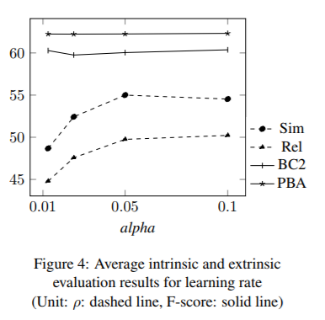 60
55
50
45
0.01
0.05
0.1
alpha
Sim
Rel
BC2
PBA
Figure 4: Average intrinsic and extrinsic
evaluation results for learning rate
(Unit: ρ: dashed line, F-score: solid line)